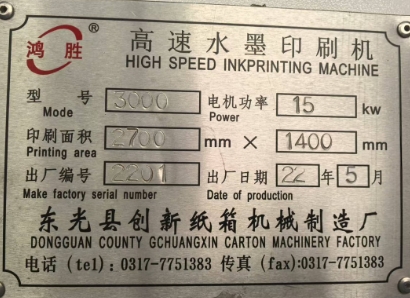 鸿胜®
高速水墨印刷机
HIGH SPEED INKPRINTING MACHINE
型号 3000 电机功率 15 kw
Mode Power
印刷面积 2700 mm × 1400 mm
Printing area
出厂编号 2201 出厂日期 22 年 5 月
Make factory serial number Date of production
东光县创新纸箱机械制造厂
DONGGUAN COUNTY GCHUANGXIN CARTON MACHINERY FACTORY
电话 (tel) : 0317-7751383 传真 (fax):0317-7751383